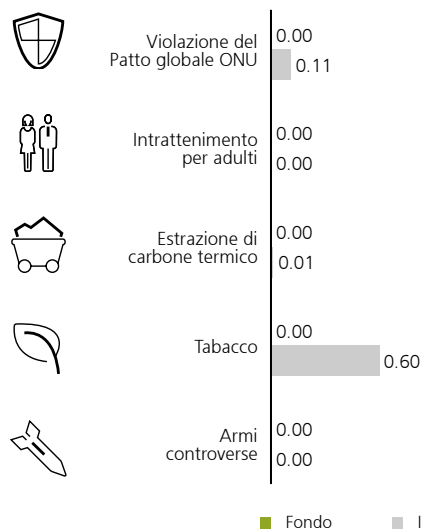 Violazione del
Patto globale ONU
0.00
0.11
Intrattenimento
per adulti
0.00
0.00
Estrazione di
carbone termico
0.00
0.01
Tabacco
0.00
0.60
Armi
controverse
0.00
0.00
Fondo